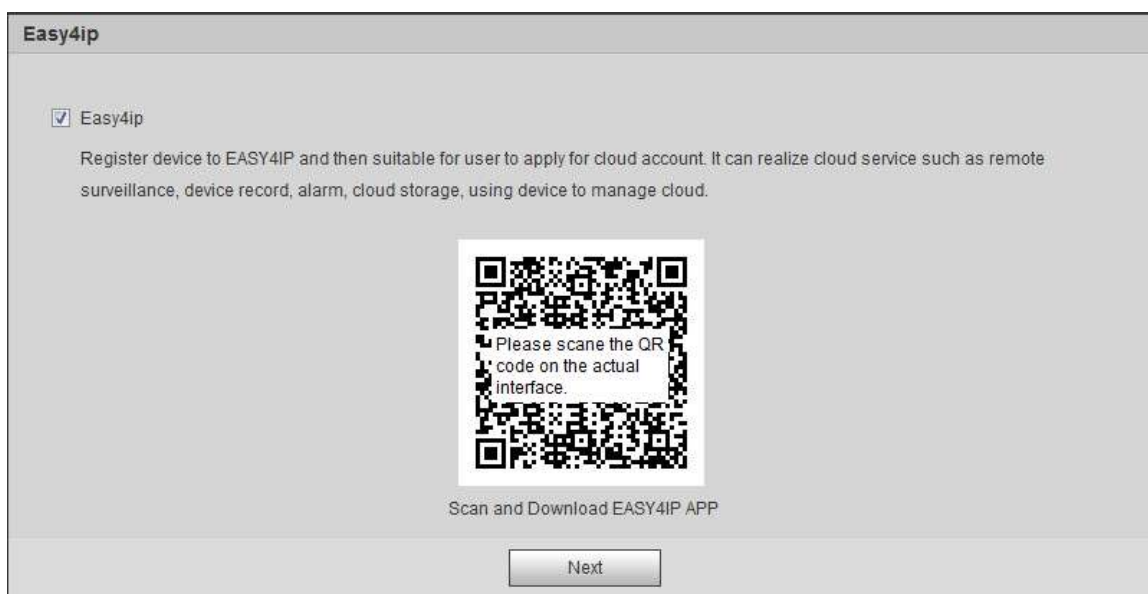 Easy4ip
Easy4ip
Register device to EASY4IP and then suitable for user to apply for cloud account. It can realize cloud service such as remote
surveillance, device record, alarm, cloud storage, using device to manage cloud.
Please scane the QR
code on the actual
interface.
Scan and Download EASY4IP APP
Next